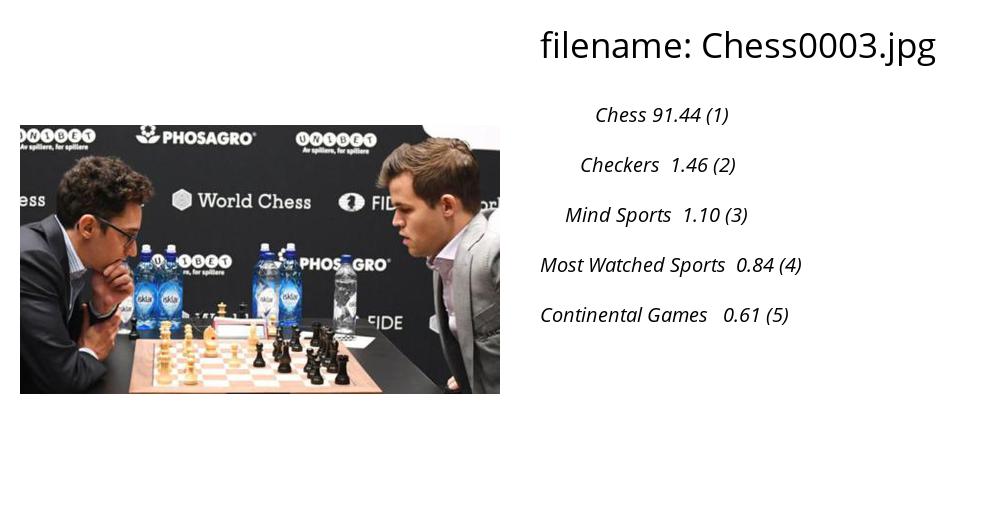 filename: Chess0003.jpg
Chess 91.44 (1)
Checkers 1.46 (2)
Mind Sports 1.10 (3)
Most Watched Sports 0.84 (4)
Continental Games 0.61 (5)
UNIBET
Av spillere, for spillere
PHOSAGRO
UNIBET
Av spillere, for spillere
ess
World Chess
FID
UNIBET
for spillere
PHOSAGRO
isklar
isklar
isklar
isklar
FIDE